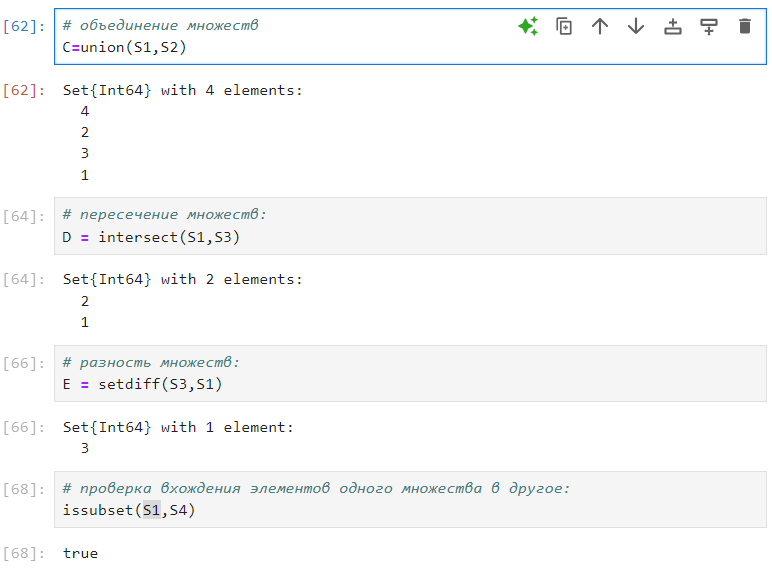 [62]: # объединение множеств
C=union(S1,S2)
[62]: Set{Int64} with 4 elements:
4
2
3
1
[64]: # пересечение множеств:
D = intersect(S1,S3)
[64]: Set{Int64} with 2 elements:
2
1
[66]: # разность множеств:
E = setdiff(S3,S1)
[66]: Set{Int64} with 1 element:
3
[68]: # проверка вхождения элементов одного множества в другое:
issubset(S1,S4)
[68]: true